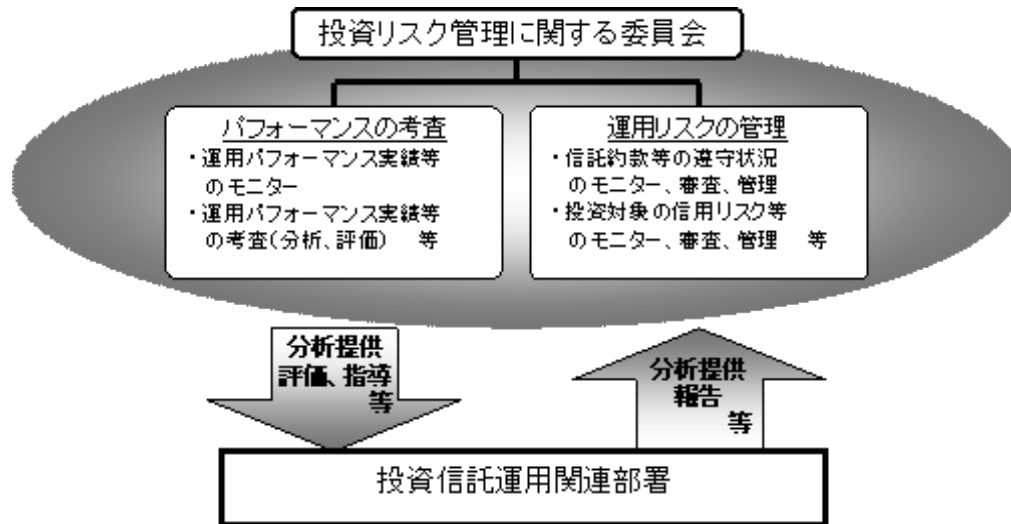 投資リスク管理に関する委員会
パフォーマンスの考査
・運用パフォーマンス実績等
のモニター
・運用パフォーマンス実績等
の考査(分析、評価)　等
運用リスクの管理
・信託約款等の遵守状況
のモニター、審査、管理
・投資対象の信用リスク等
のモニター、審査、管理　等
分析提供
評価、指導
等
分析提供
報告
等
投資信託運用関連部署